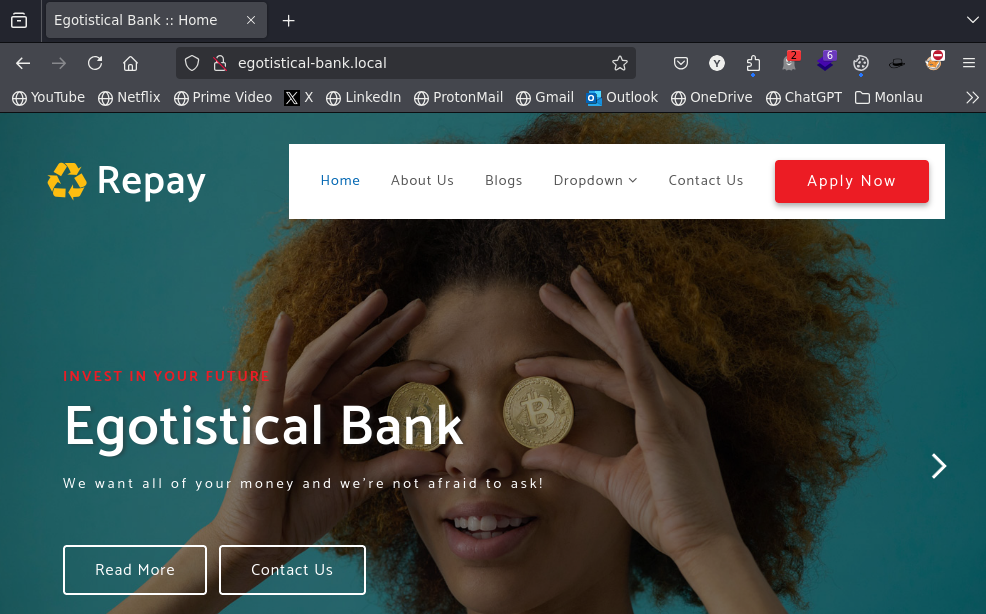 Egotistical Bank :: Home
egotistical-bank.local
Y
2
6
YouTube Netflix Prime Video X LinkedIn ProtonMail Gmail Outlook OneDrive ChatGPT Monlau
Repay
Home About Us Blogs Dropdown Contact Us Apply Now
INVEST IN YOUR FUTURE
Egotistical Bank
We want all of your money and we're not afraid to ask!
Read More Contact Us